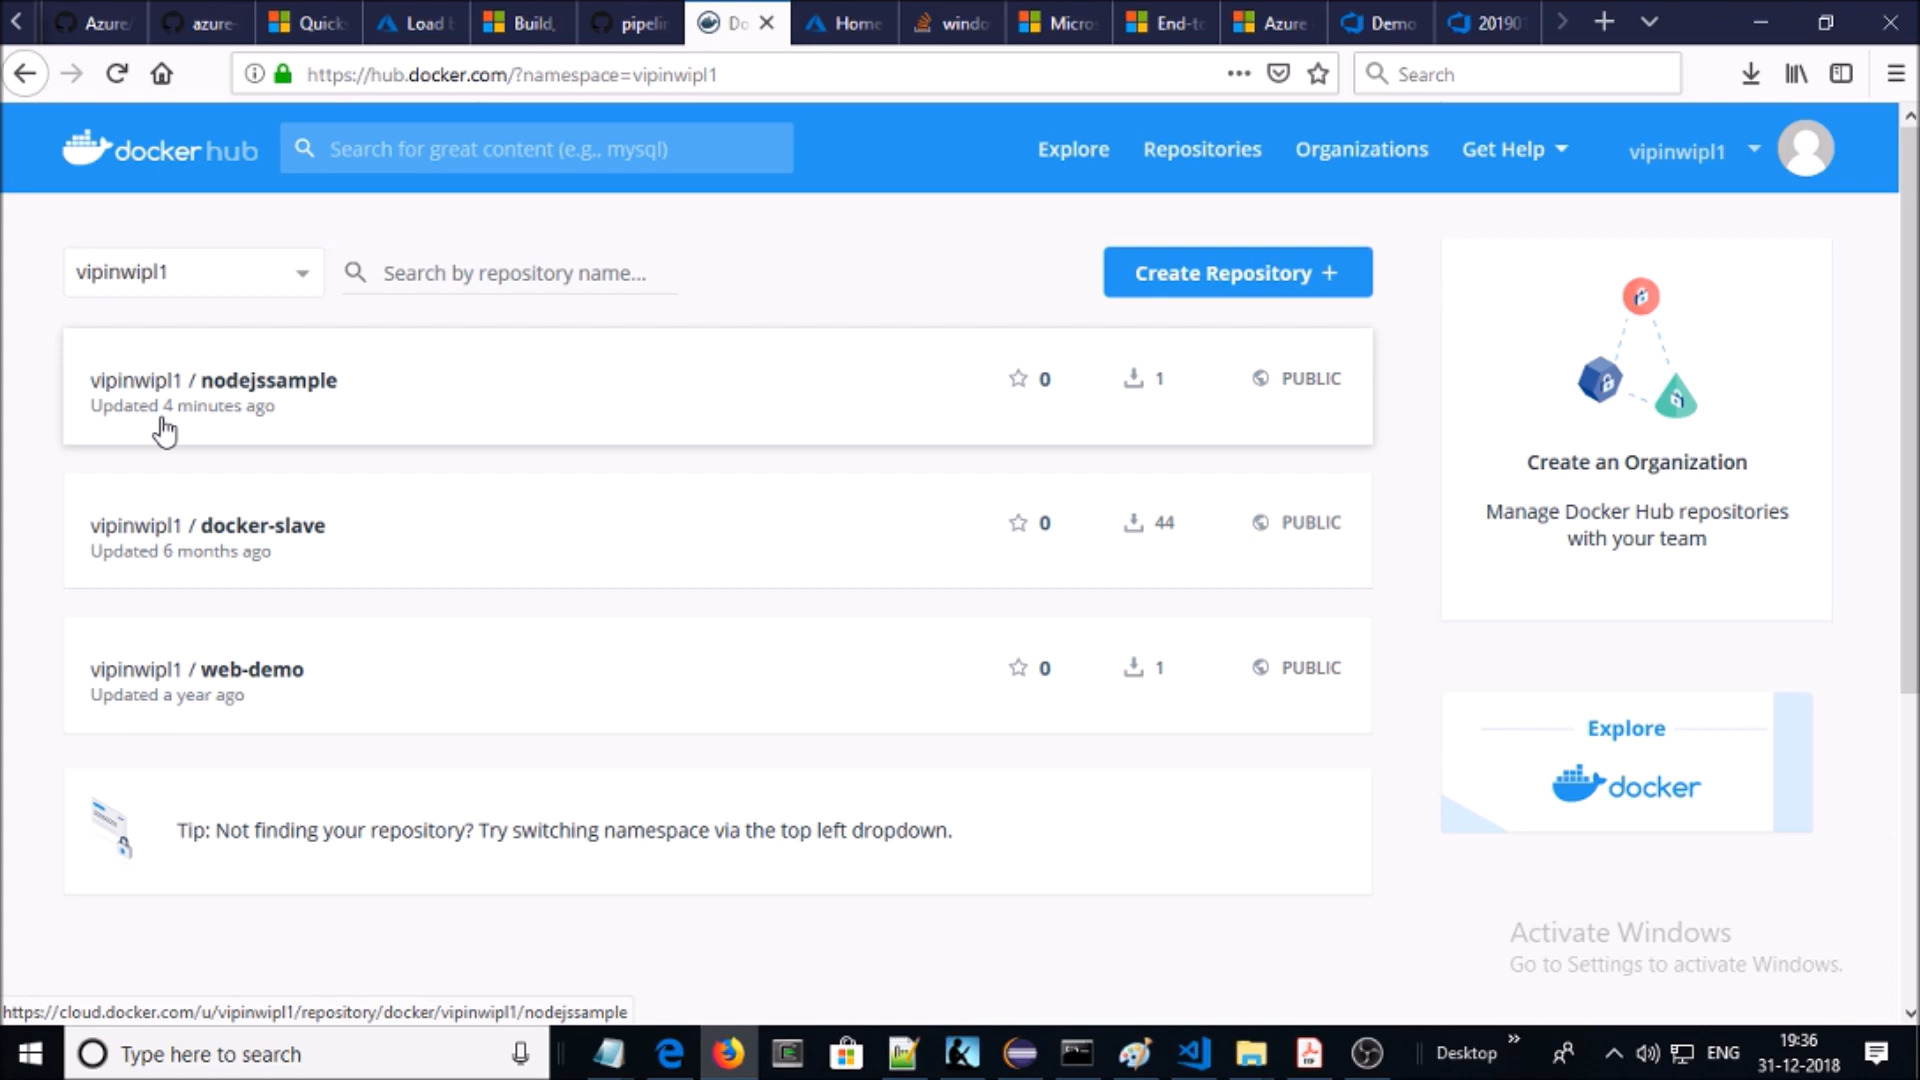 Azure/
azure-
Quick
Load b
Build,
pipelin
Do
Home
windo
Micro
End-to
Azure
Demo
20190
https://hub.docker.com/?namespace=vipinwipl1
Search
docker hub
Search for great content (e.g., mysql)
Explore
Repositories
Organizations
Get Help
vipinwipl1
vipinwipl1
Search by repository name...
Create Repository +
vipinwipl1 / nodejssample
Updated 4 minutes ago
0
1
PUBLIC
vipinwipl1 / docker-slave
Updated 6 months ago
0
44
PUBLIC
vipinwipl1 / web-demo
Updated a year ago
0
1
PUBLIC
Tip: Not finding your repository? Try switching namespace via the top left dropdown.
Create an Organization
Manage Docker Hub repositories
with your team
Explore
docker
Activate Windows
Go to Settings to activate Windows.
https://cloud.docker.com/u/vipinwipl1/repository/docker/vipinwipl1/nodejssample
Type here to search
Desktop
ENG
19:36
31-12-2018